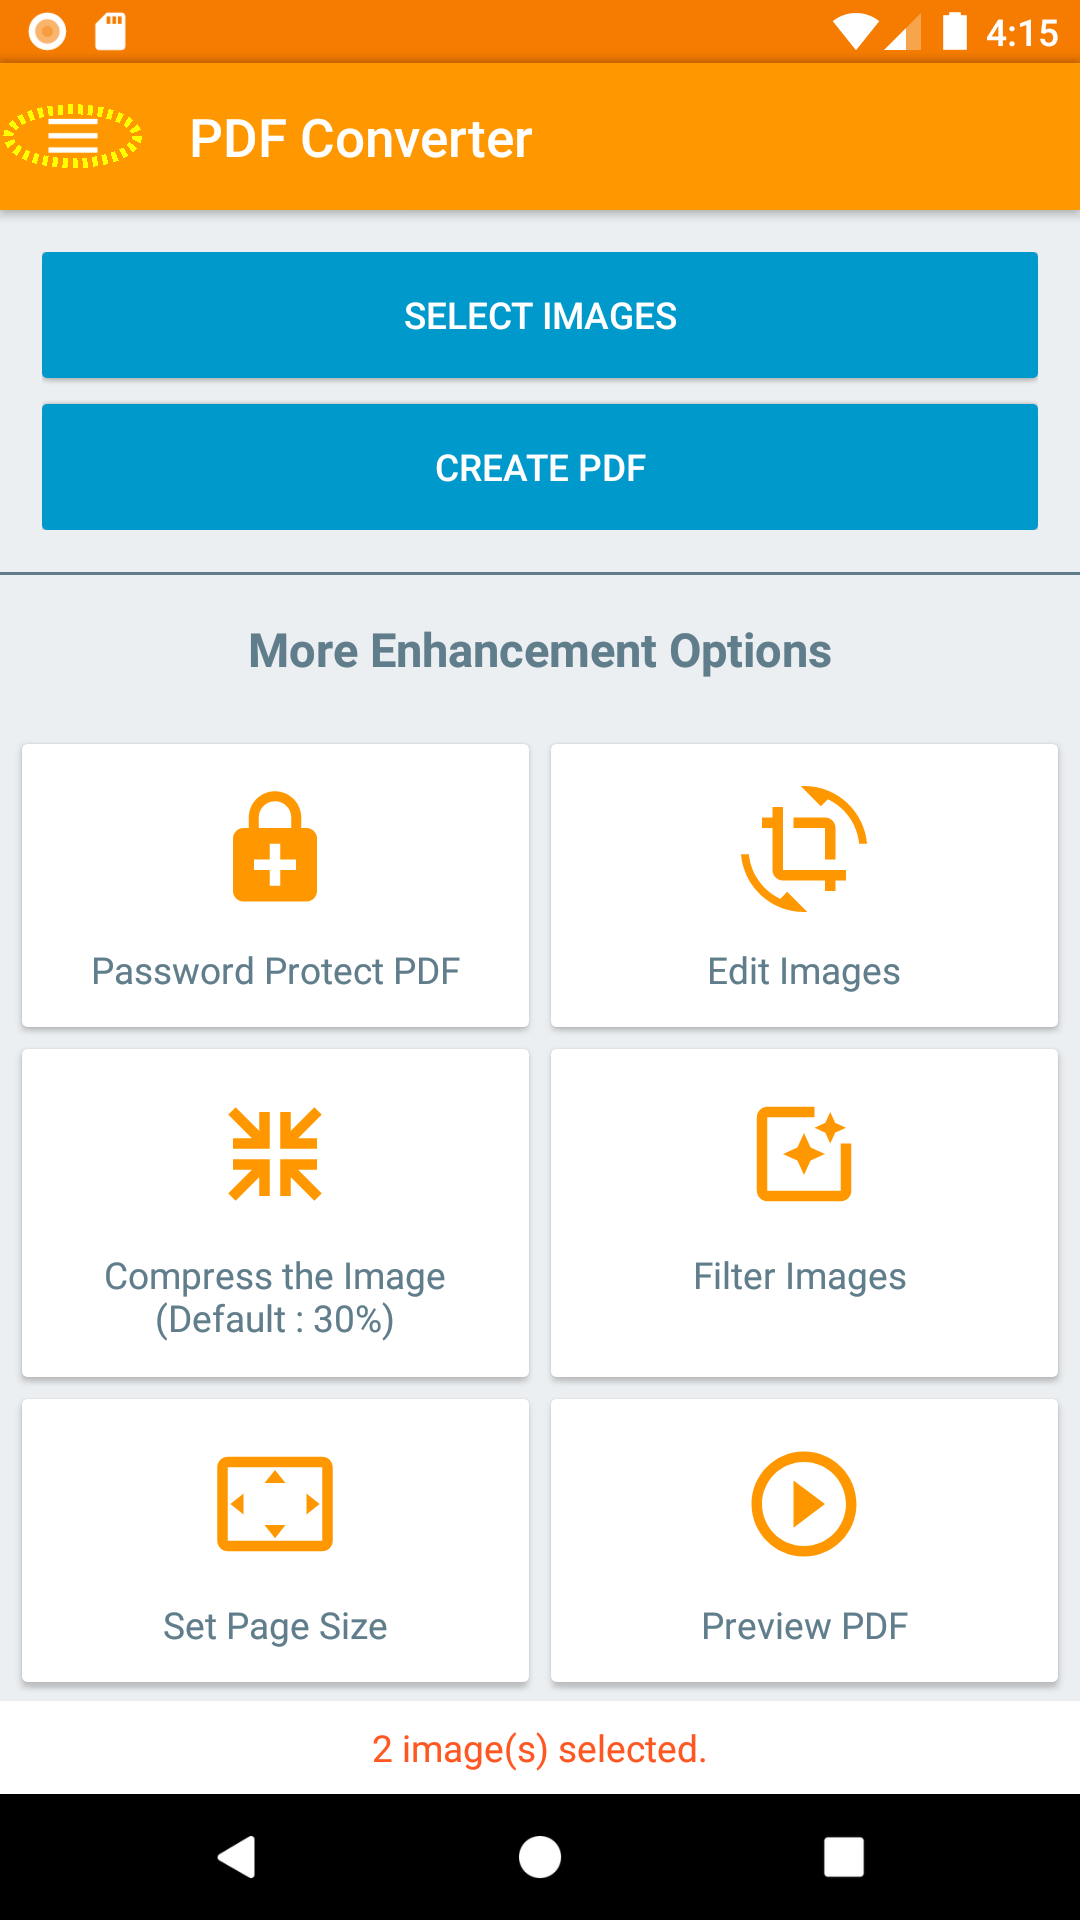 4:15
PDF Converter
SELECT IMAGES
CREATE PDF
More Enhancement Options
Password Protect PDF
Edit Images
Compress the Image
(Default : 30%)
Filter Images
Set Page Size
Preview PDF
2 image(s) selected.